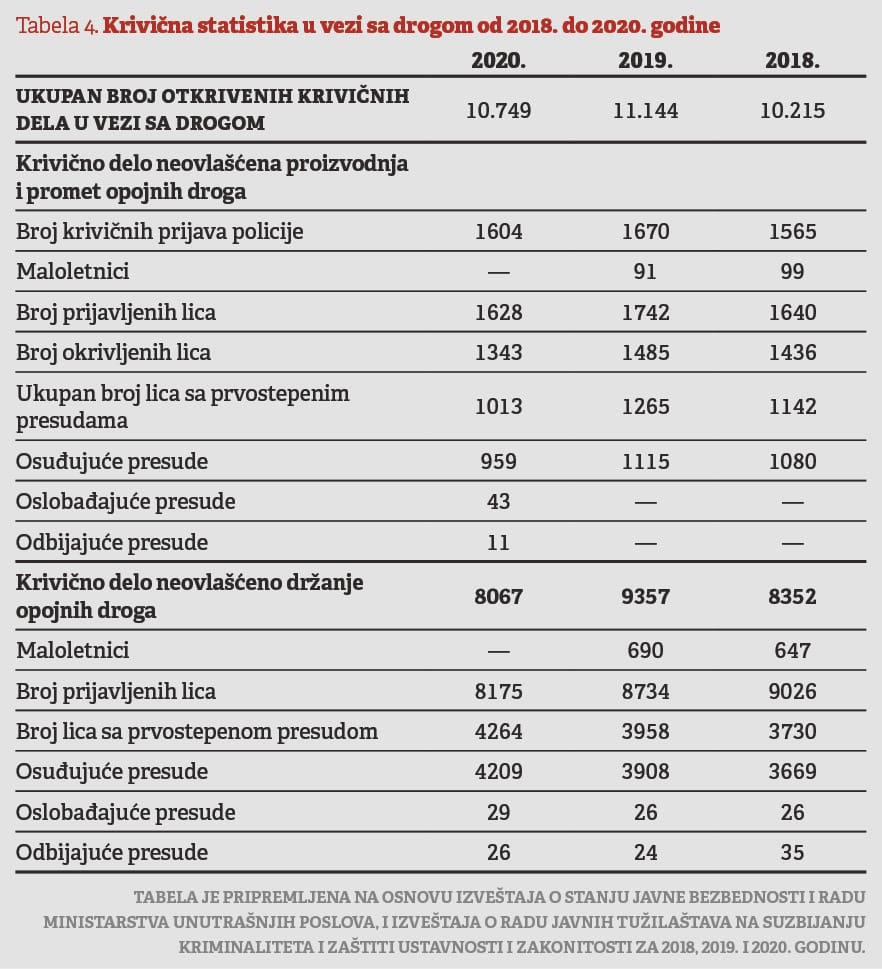 Tabela 4. Krivična statistika u vezi sa drogom od 2018. do 2020. godine
2020. 2019. 2018.
UKUPAN BROJ OTKRIVENIH KRIVIČNIH
DELA U VEZI SA DROGOM 10.749 11.144 10.215
Krivično delo neovlašćena proizvodnja
i promet opojnih droga
Broj krivičnih prijava policije 1604 1670 1565
Maloletnici — 91 99
Broj prijavljenih lica 1628 1742 1640
Broj okrivljenih lica 1343 1485 1436
Ukupan broj lica sa prvostepenim
presudama 1013 1265 1142
Osuđujuće presude 959 1115 1080
Oslobađajuće presude 43 — —
Odbijajuće presude 11 — —
Krivično delo neovlašćeno držanje
opojnih droga 8067 9357 8352
Maloletnici — 690 647
Broj prijavljenih lica 8175 8734 9026
Broj lica sa prvostepenom presudom 4264 3958 3730
Osuđujuće presude 4209 3908 3669
Oslobađajuće presude 29 26 26
Odbijajuće presude 26 24 35
TABELA JE PRIPREMLJENA NA OSNOVU IZVEŠTAJA O STANJU JAVNE BEZBEDNOSTI I RADU
MINISTARSTVA UNUTRAŠNJIH POSLOVA, I IZVEŠTAJA O RADU JAVNIH TUŽILAŠTAVA NA SUZBIJANJU
KRIMINALITETA I ZAŠTITI USTAVNOSTI I ZAKONITOSTI ZA 2018, 2019. I 2020. GODINU.